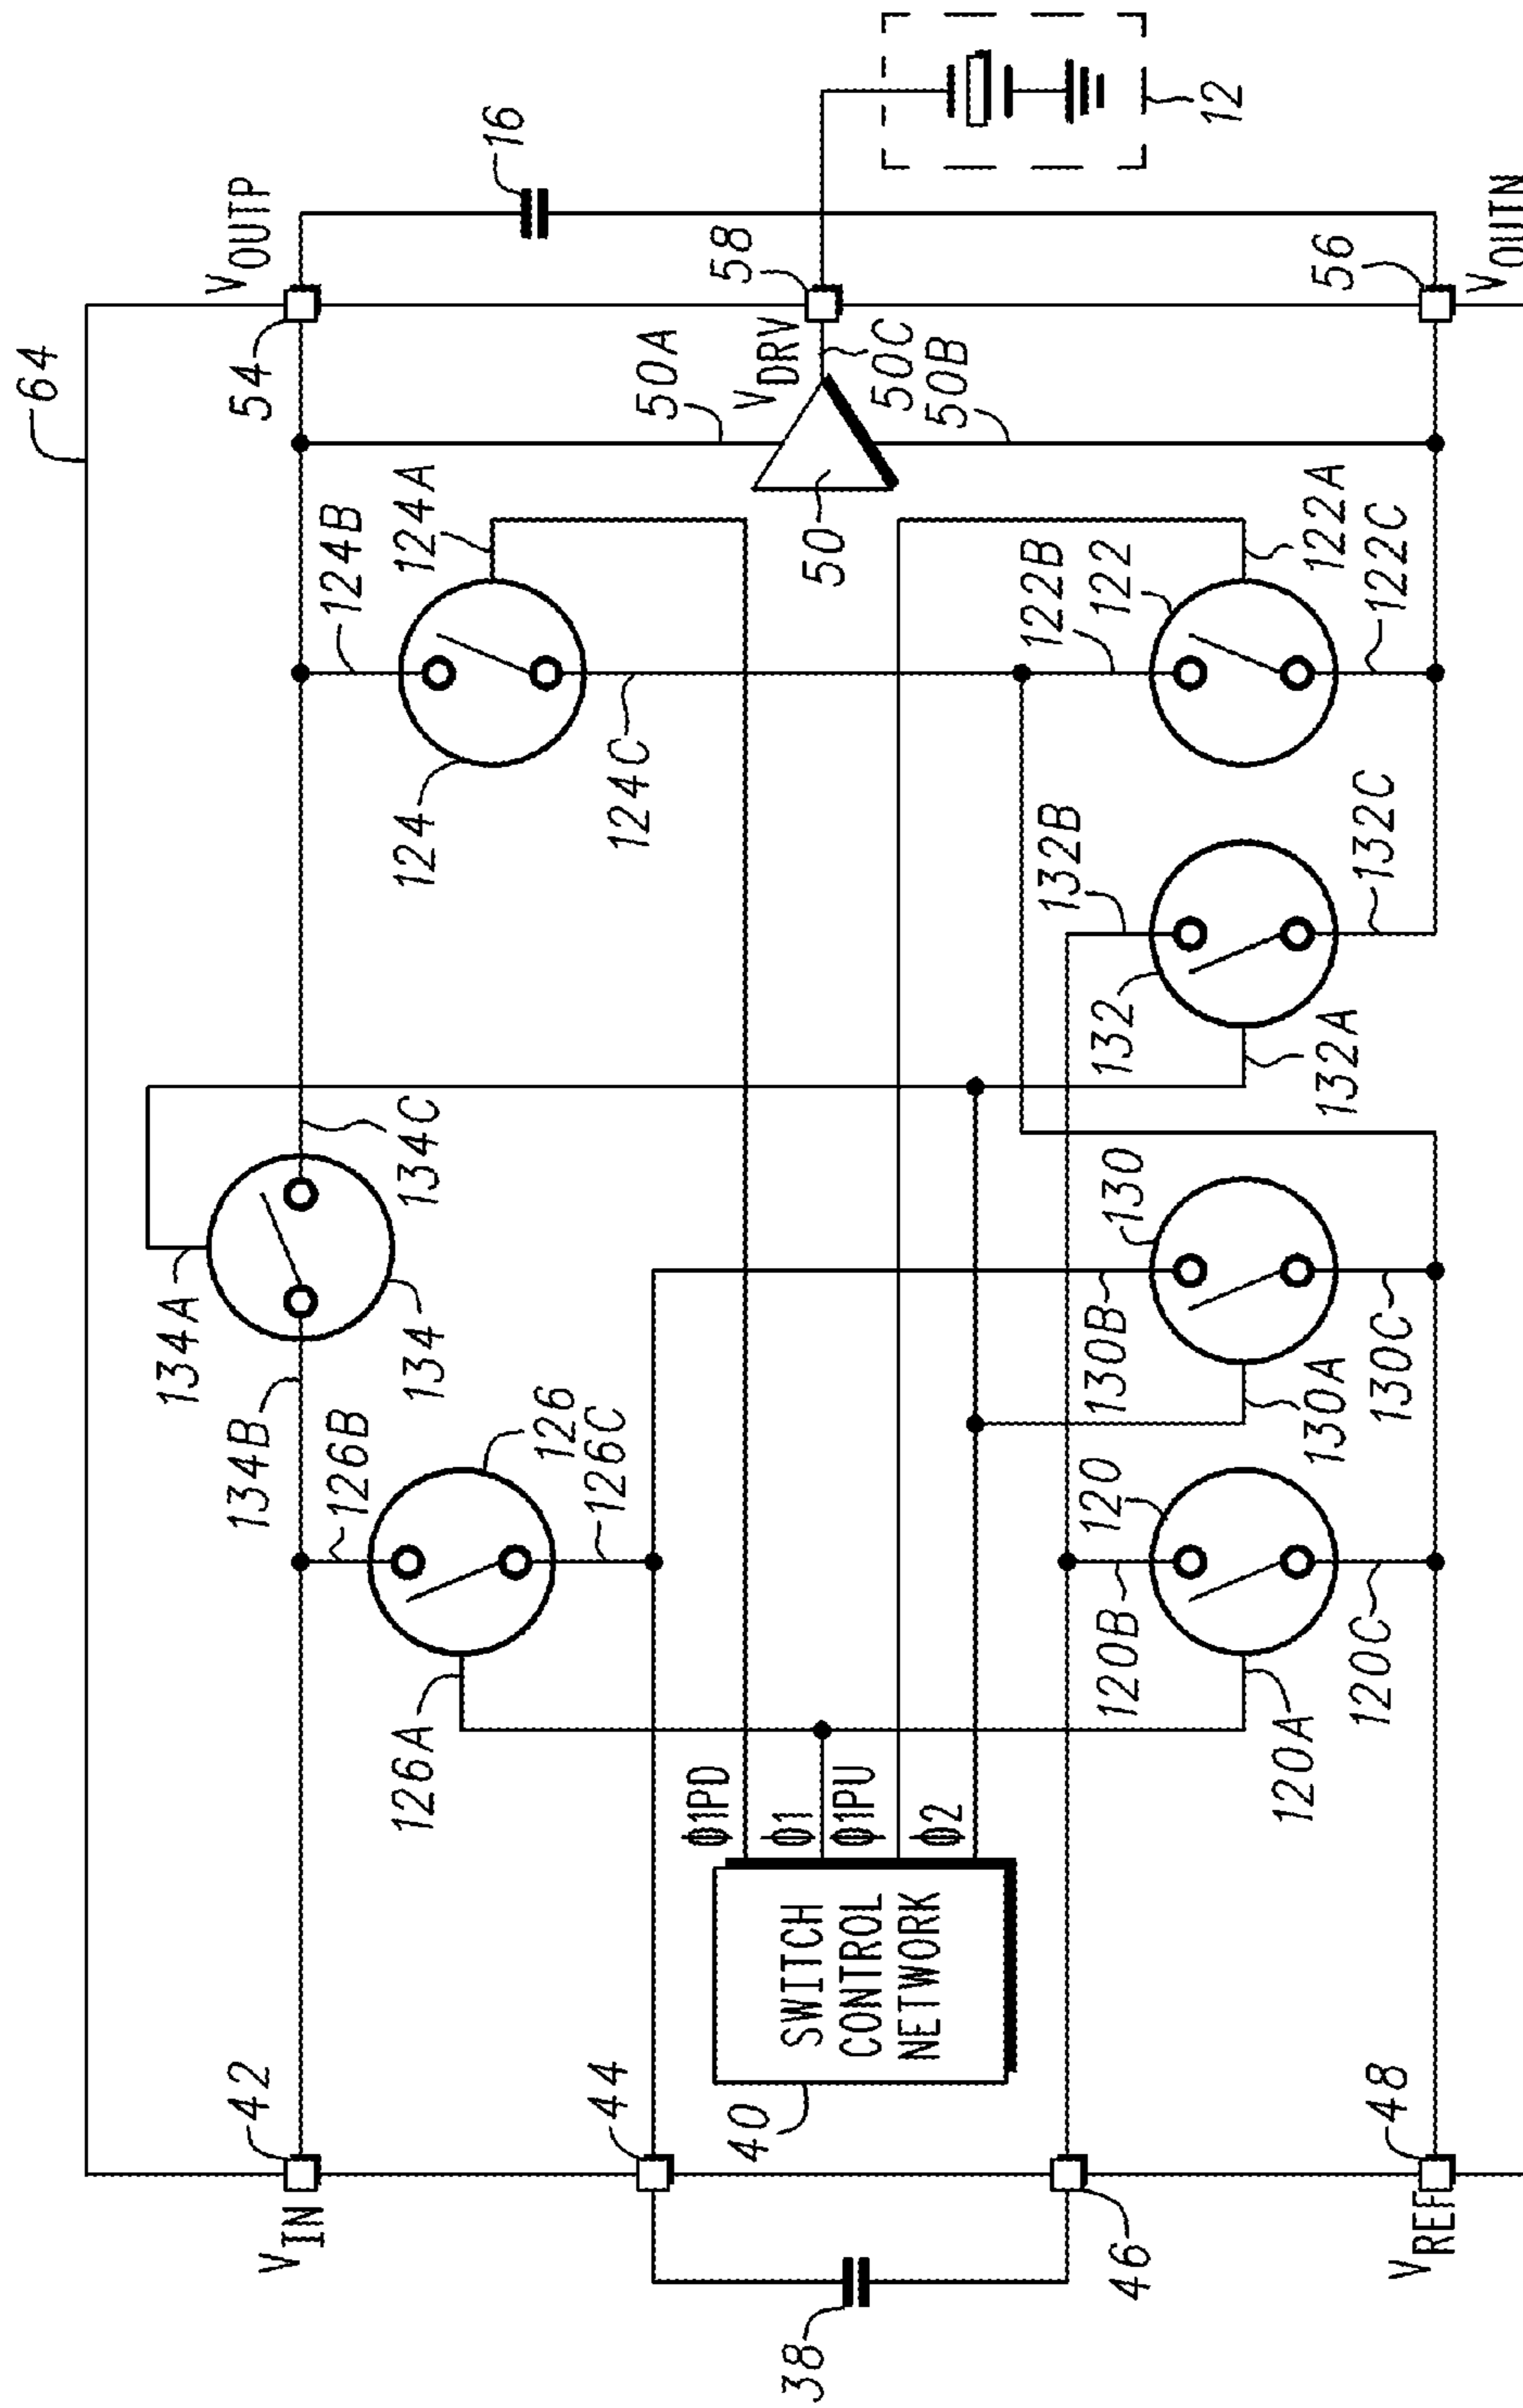 64
V_IN
42
134B
134A
134
134C
54
V_OUTP
16
126B
126
126C
126A
124B
124A
124
124C
50A
V_DRV
58
50C
50B
50
12
44
38
46
40
SWITCH
CONTROL
NETWORK
Φ1PD
Φ1
Φ1PU
Φ2
120B
120
120A
120C
130B
130
130A
130C
132B
132
132A
132C
122B
122
122A
122C
V_REF
48
56
V_OUTN